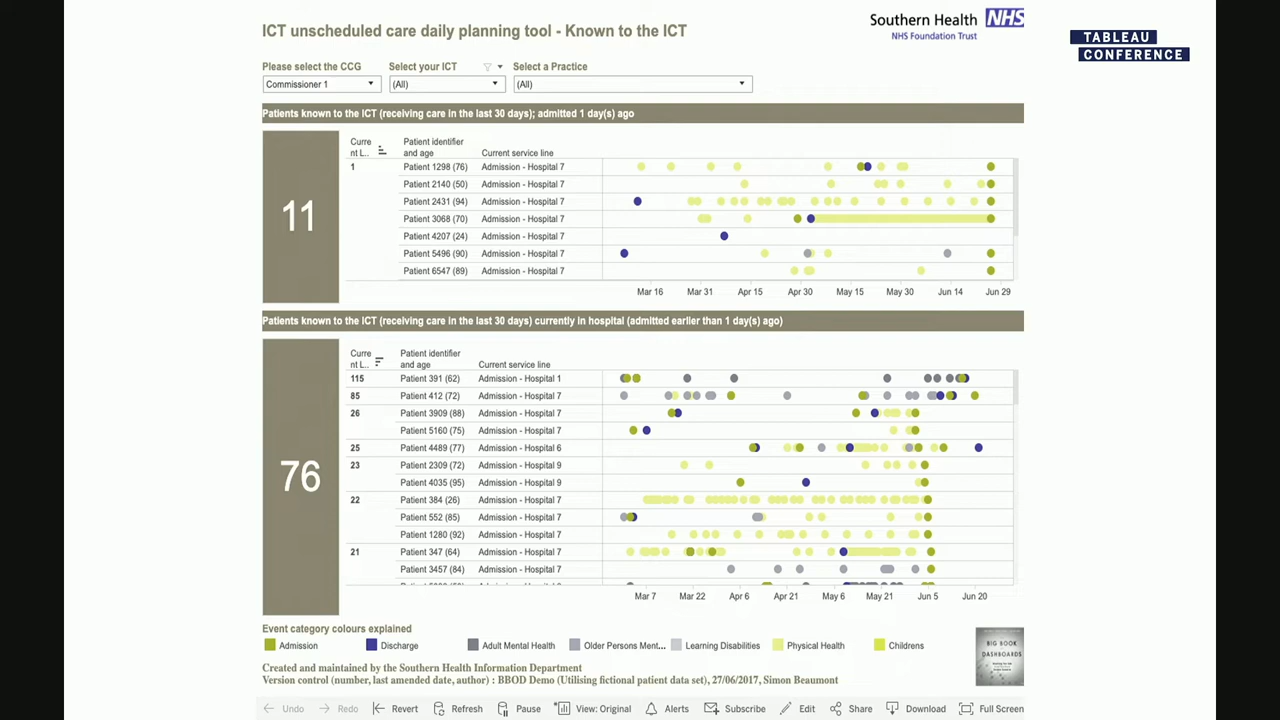 ICT unscheduled care daily planning tool - Known to the ICT
Southern Health NHS
NHS Foundation Trust
TABLEAU
CONFERENCE
Please select the CCG
Select your ICT
Select a Practice
Commissioner 1
(All)
(All)
Patients known to the ICT (receiving care in the last 30 days); admitted 1 day(s) ago
11
Curre
nt L..
Patient identifier
and age
Current service line
1 Patient 1298 (76) Admission - Hospital 7
Patient 2140 (50) Admission - Hospital 7
Patient 2431 (94) Admission - Hospital 7
Patient 3068 (70) Admission - Hospital 7
Patient 4207 (24) Admission - Hospital 7
Patient 5496 (90) Admission - Hospital 7
Patient 6547 (89) Admission - Hospital 7
Mar 16 Mar 31 Apr 15 Apr 30 May 15 May 30 Jun 14 Jun 29
Patients known to the ICT (receiving care in the last 30 days) currently in hospital (admitted earlier than 1 day(s) ago)
76
Curre
nt L..
Patient identifier
and age
Current service line
115 Patient 391 (62) Admission - Hospital 1
85 Patient 412 (72) Admission - Hospital 7
26 Patient 3909 (88) Admission - Hospital 7
Patient 5160 (75) Admission - Hospital 7
25 Patient 4489 (77) Admission - Hospital 6
23 Patient 2309 (72) Admission - Hospital 9
Patient 4035 (95) Admission - Hospital 9
22 Patient 384 (26) Admission - Hospital 7
Patient 552 (85) Admission - Hospital 7
Patient 1280 (92) Admission - Hospital 7
21 Patient 347 (64) Admission - Hospital 7
Patient 3457 (84) Admission - Hospital 7
Mar 7 Mar 22 Apr 6 Apr 21 May 6 May 21 Jun 5 Jun 20
Event category colours explained
Admission Discharge Adult Mental Health Older Persons Ment... Learning Disabilities Physical Health Childrens
BIG BOOK
DASHBOARDS
Created and maintained by the Southern Health Information Department
Version control (number, last amended date, author) : BBOD Demo (Utilising fictional patient data set), 27/06/2017, Simon Beaumont
Undo Redo Revert Refresh Pause View: Original Alerts Subscribe Edit Share Download Full Screen